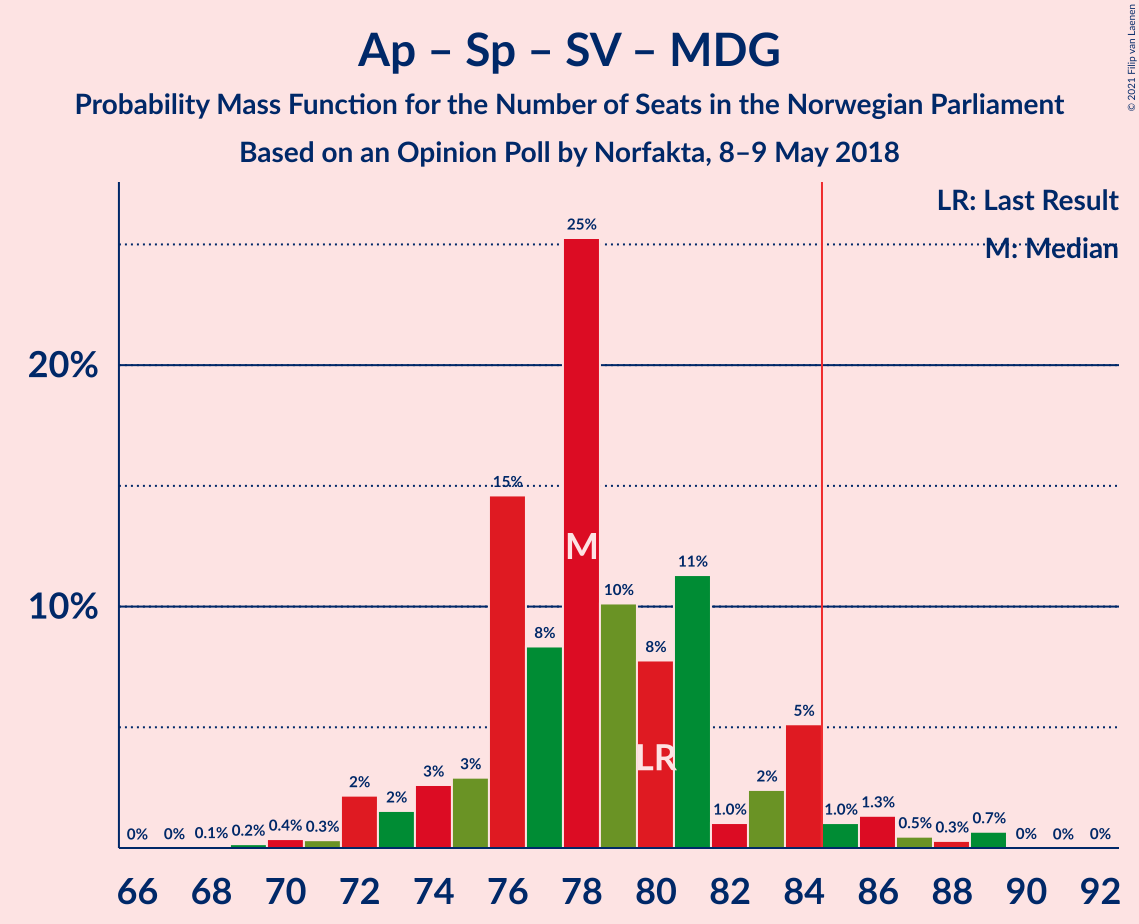 Ap – Sp – SV – MDG
Probability Mass Function for the Number of Seats in the Norwegian Parliament
Based on an Opinion Poll by Norfakta, 8–9 May 2018
© 2021 Filip van Laenen
LR: Last Result
M: Median
20%
10%
0% 0% 0.1% 0.2% 0.4% 0.3% 2% 2% 3% 3% 15% 8% 25% 10% 8% 11% 1.0% 2% 5% 1.0% 1.3% 0.5% 0.3% 0.7% 0% 0% 0%
M
LR
66 68 70 72 74 76 78 80 82 84 86 88 90 92